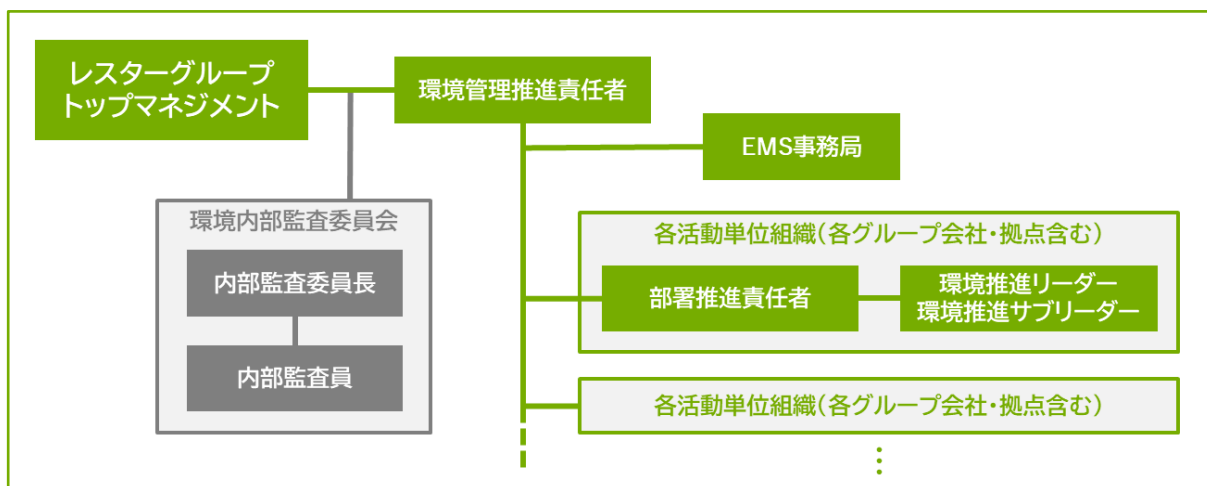 レスターグループ
トップマネジメント
環境管理推進責任者
EMS事務局
環境内部監査委員会
内部監査委員長
内部監査員
各活動単位組織(各グループ会社・拠点含む)
部署推進責任者
環境推進リーダー
環境推進サブリーダー
各活動単位組織(各グループ会社・拠点含む)